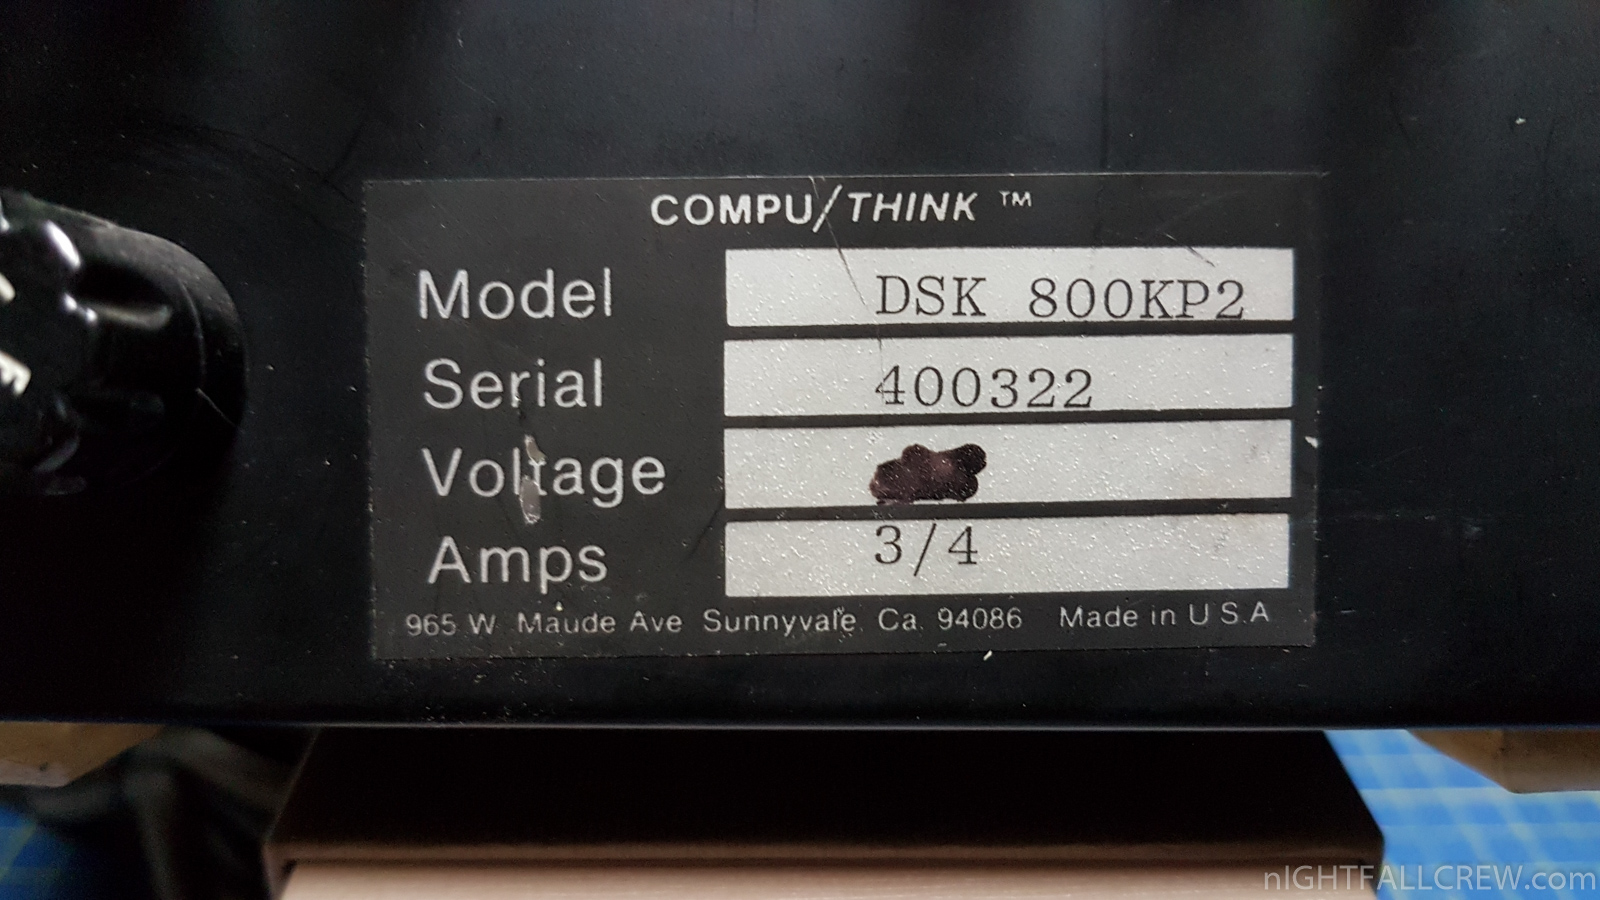 COMPU/THINK ™
Model DSK 800KP2
Serial 400322
Voltage
Amps 3/4
965 W Maude Ave Sunnyvale Ca. 94086 Made in U S.A
nIGHTFALLCREW.com